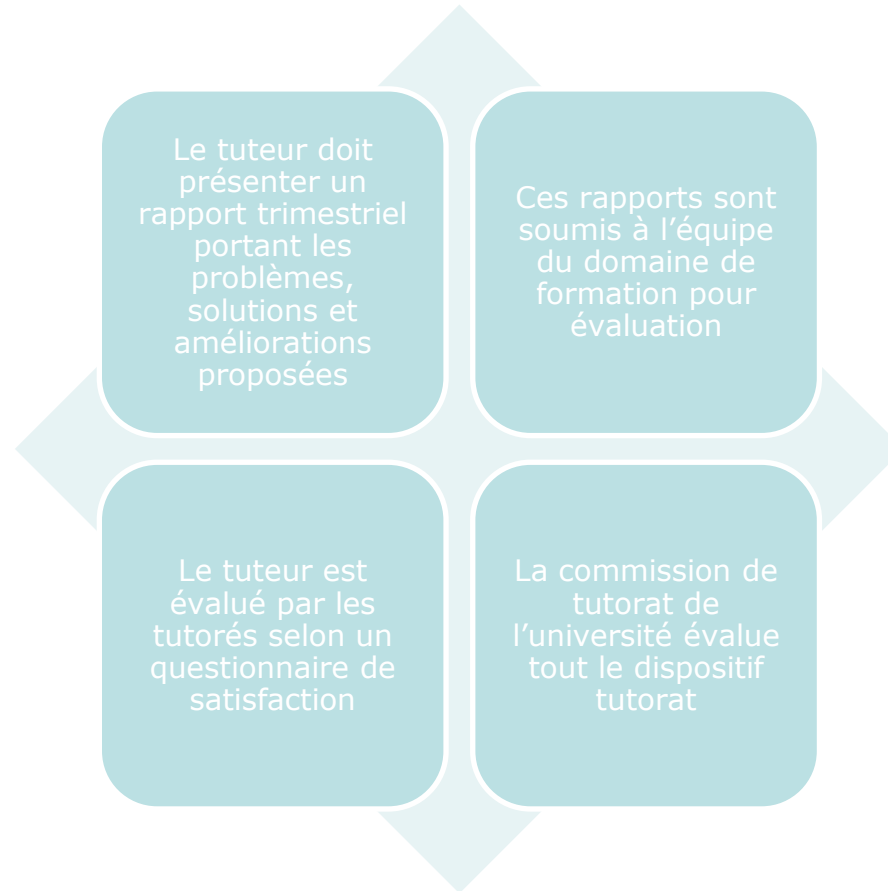 Le tuteur doit
présenter un
rapport trimestriel
portant les
problèmes,
solutions et
améliorations
proposées
Ces rapports sont
soumis à l’équipe
du domaine de
formation pour
évaluation
Le tuteur est
évalué par les
tutorés selon un
questionnaire de
satisfaction
La commission de
tutorat de
l’université évalue
tout le dispositif
tutorat